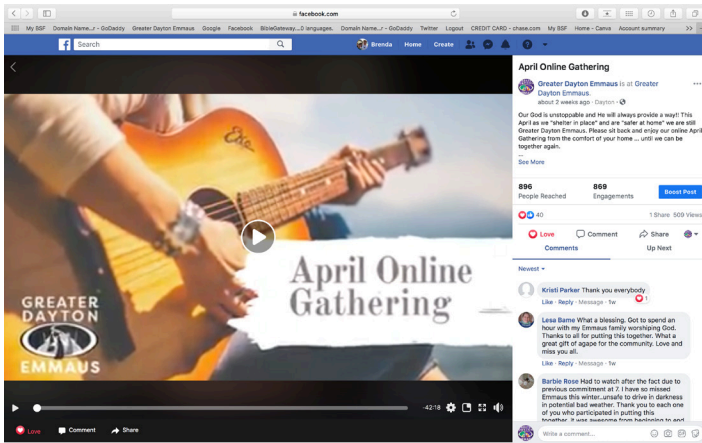 facebook.com
My BSF Domain Name...r - GoDaddy Greater Dayton Emmaus Google Facebook BibleGateway...D languages. Domain Name...r - GoDaddy Twitter Logout CREDIT CARD - chase.com My BSF Home - Canva Account summary >>
f Search Brenda Home Create
April Online Gathering
Greater Dayton Emmaus is at Greater
Dayton Emmaus.
about 2 weeks ago · Dayton ·
Our God is unstoppable and He will always provide a way!! This
April as we "shelter in place" and are "safer at home" we are still
Greater Dayton Emmaus. Please sit back and enjoy our online April
Gathering from the comfort of your home ... until we can be
together again.
...
See More
896 869 Boost Post
People Reached Engagements
40 1 Share 509 Views
Love Comment Share
Comments Up Next
Newest
Kristi Parker Thank you everybody
1
Like · Reply · Message · 1w
Lesa Bame What a blessing. Got to spend an
hour with my Emmaus family worshiping God.
Thanks to all for putting this together. What a
great gift of agape for the community. Love and
miss you all.
Like · Reply · Message · 1w
Barbie Rose Had to watch after the fact due to
previous commitment at 7. I have so missed
Emmaus this winter..unsafe to drive in darkness
in potential bad weather. Thank you to each one
of you who participated in putting this
together. it was awesome from beginning to end
Write a comment...
April Online
Gathering
GREATER
DAYTON
EMMAUS
-42:18
Love Comment Share